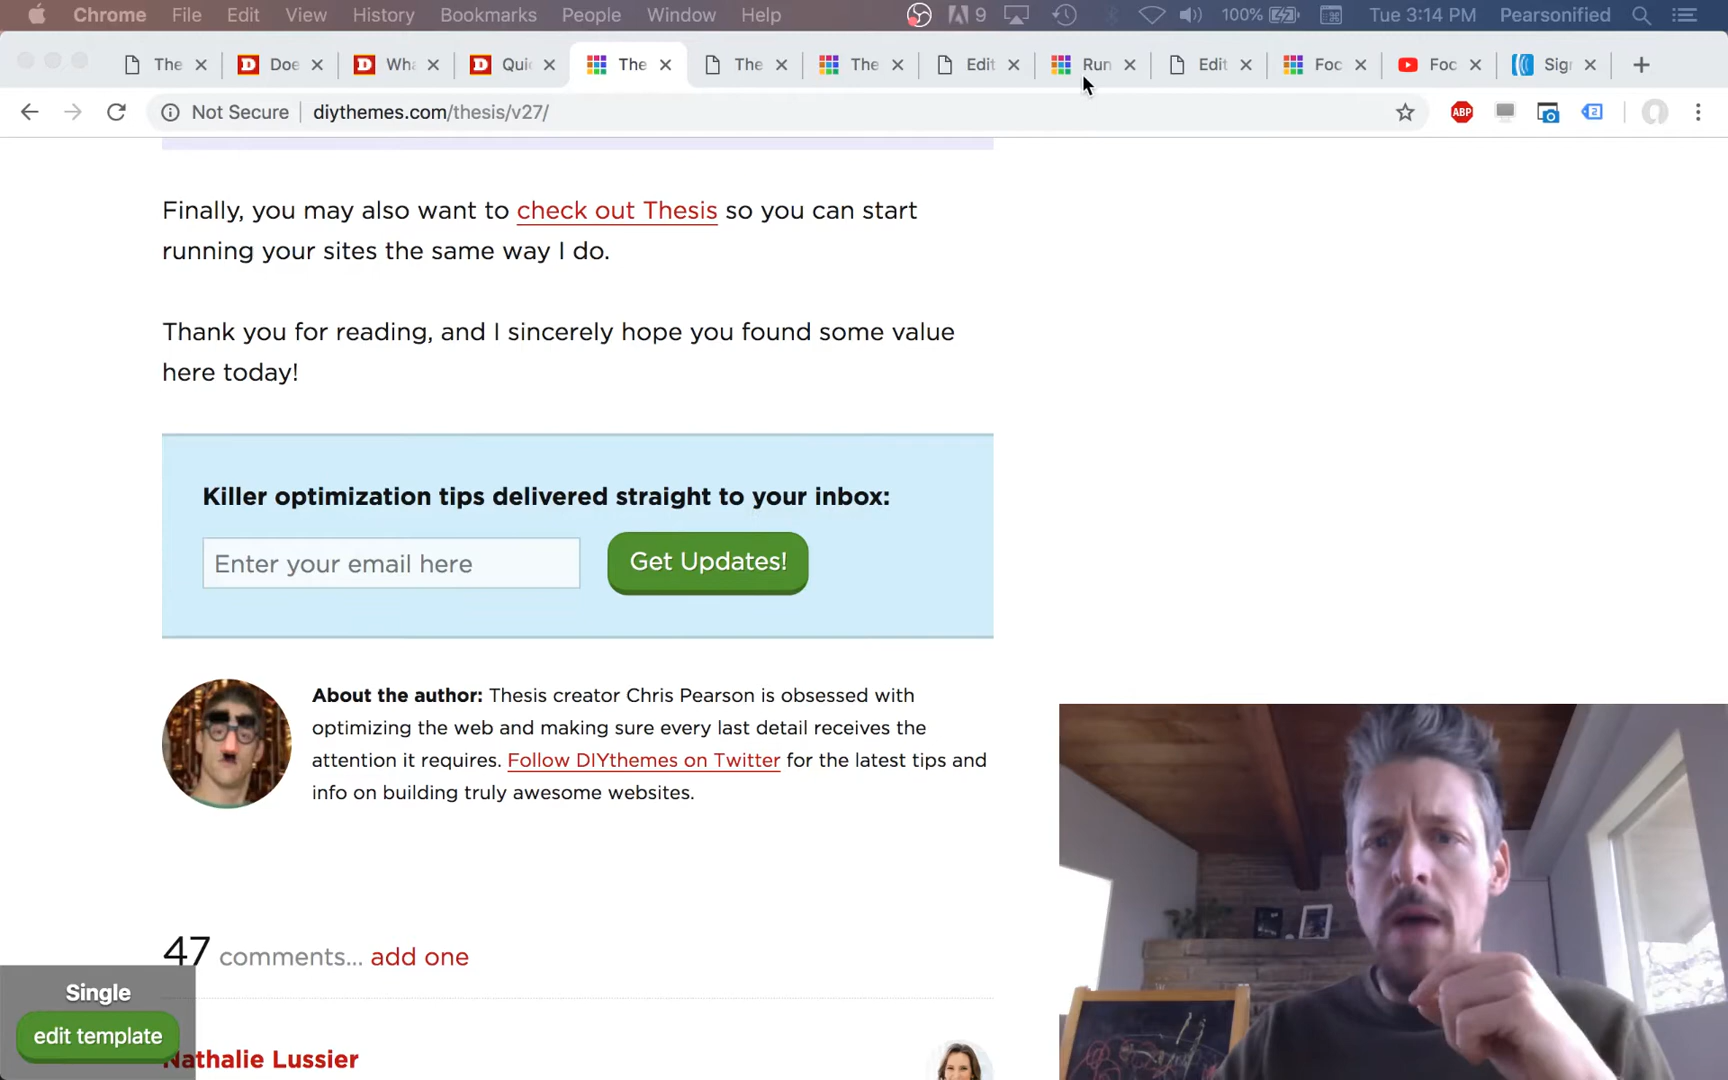 Chrome File Edit View History Bookmarks People Window Help 9 100% Tue 3:14 PM Pearsonified
The Doe Wha Quic The The The Edit Run Edit Foc Foc Sign
Not Secure diythemes.com/thesis/v27/ ABP 2
Finally, you may also want to check out Thesis so you can start
running your sites the same way I do.
Thank you for reading, and I sincerely hope you found some value
here today!
Killer optimization tips delivered straight to your inbox:
Enter your email here Get Updates!
About the author: Thesis creator Chris Pearson is obsessed with
optimizing the web and making sure every last detail receives the
attention it requires. Follow DIYthemes on Twitter for the latest tips and
info on building truly awesome websites.
47 comments... add one
Single
edit template
Nathalie Lussier